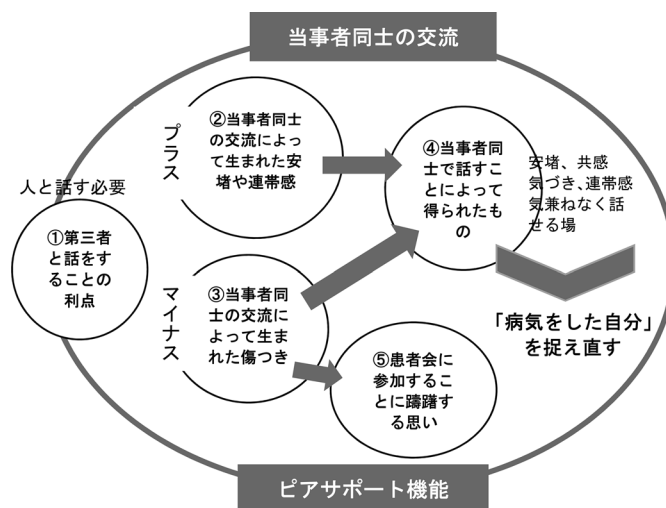 当事者同士の交流
プラス
②当事者同士
の交流によっ
て生まれた安
堵や連帯感
④当事者同
士で話すこ
とによって
得られたも
の
安堵、共感
気づき、連帯感
気兼ねなく話
せる場
人と話す必要
①第三者
と話をす
ることの
利点
マイナス
③当事者同
士の交流に
よって生ま
れた傷つき
「病気をした自分」
を捉え直す
⑤患者会に
参加するこ
とに躊躇す
る思い
ピアサポート機能